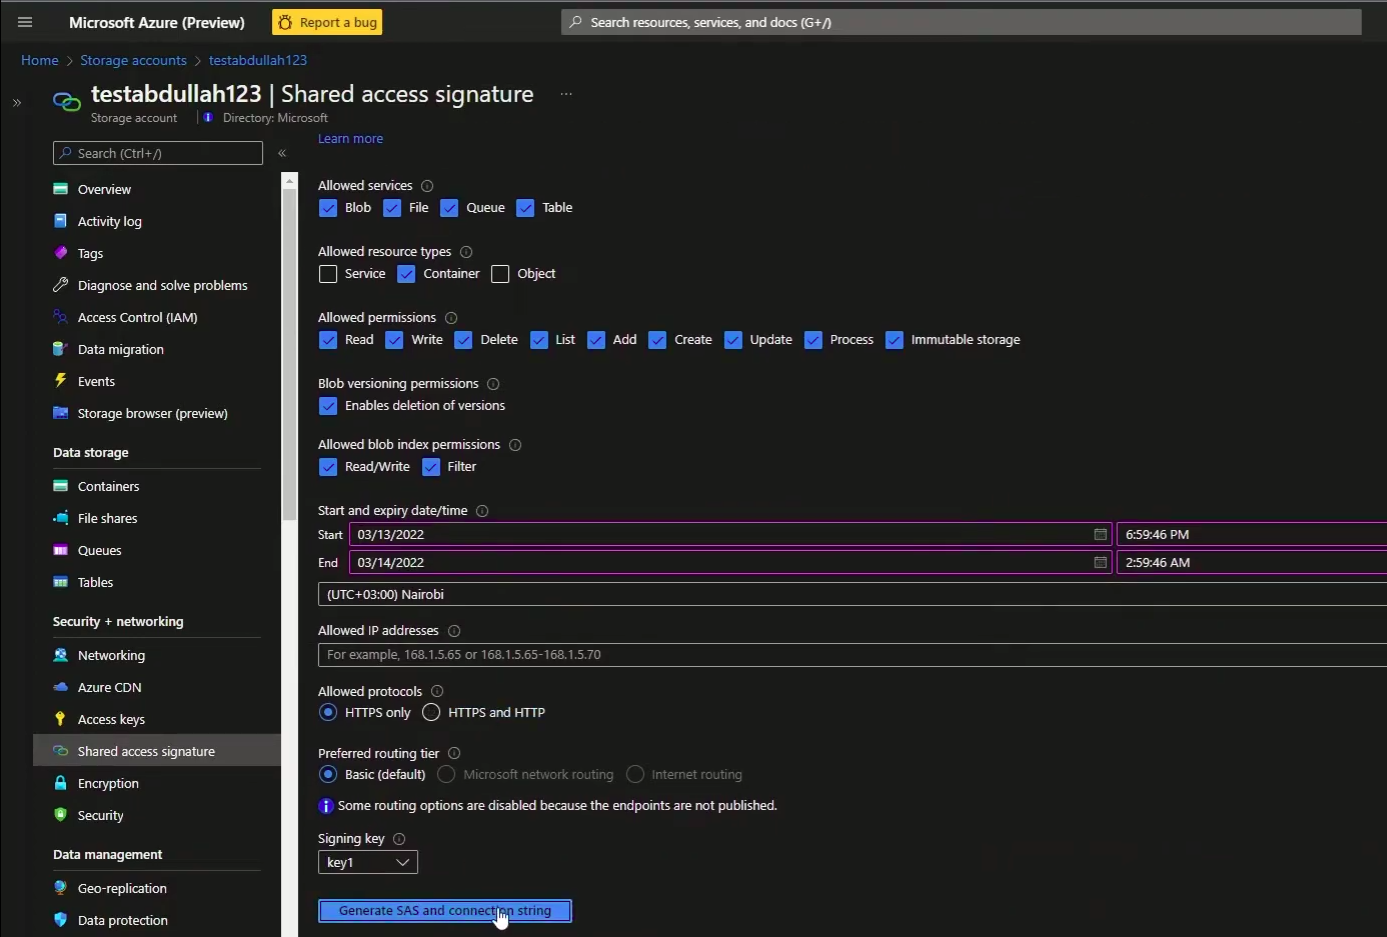 Microsoft Azure (Preview)
Report a bug
Search resources, services, and docs (G+/)
Home > Storage accounts > testabdullah123
testabdullah123 | Shared access signature ...
Storage account
Directory: Microsoft
Search (Ctrl+/)
Overview
Activity log
Tags
Diagnose and solve problems
Access Control (IAM)
Data migration
Events
Storage browser (preview)
Data storage
Containers
File shares
Queues
Tables
Security + networking
Networking
Azure CDN
Access keys
Shared access signature
Encryption
Security
Data management
Geo-replication
Data protection
Learn more
Allowed services
Blob File Queue Table
Allowed resource types
Service Container Object
Allowed permissions
Read Write Delete List Add Create Update Process Immutable storage
Blob versioning permissions
Enables deletion of versions
Allowed blob index permissions
Read/Write Filter
Start and expiry date/time
Start 03/13/2022 6:59:46 PM
End 03/14/2022 2:59:46 AM
(UTC+03:00) Nairobi
Allowed IP addresses
For example, 168.1.5.65 or 168.1.5.65-168.1.5.70
Allowed protocols
HTTPS only HTTPS and HTTP
Preferred routing tier
Basic (default) Microsoft network routing Internet routing
Some routing options are disabled because the endpoints are not published.
Signing key
key1
Generate SAS and connection string